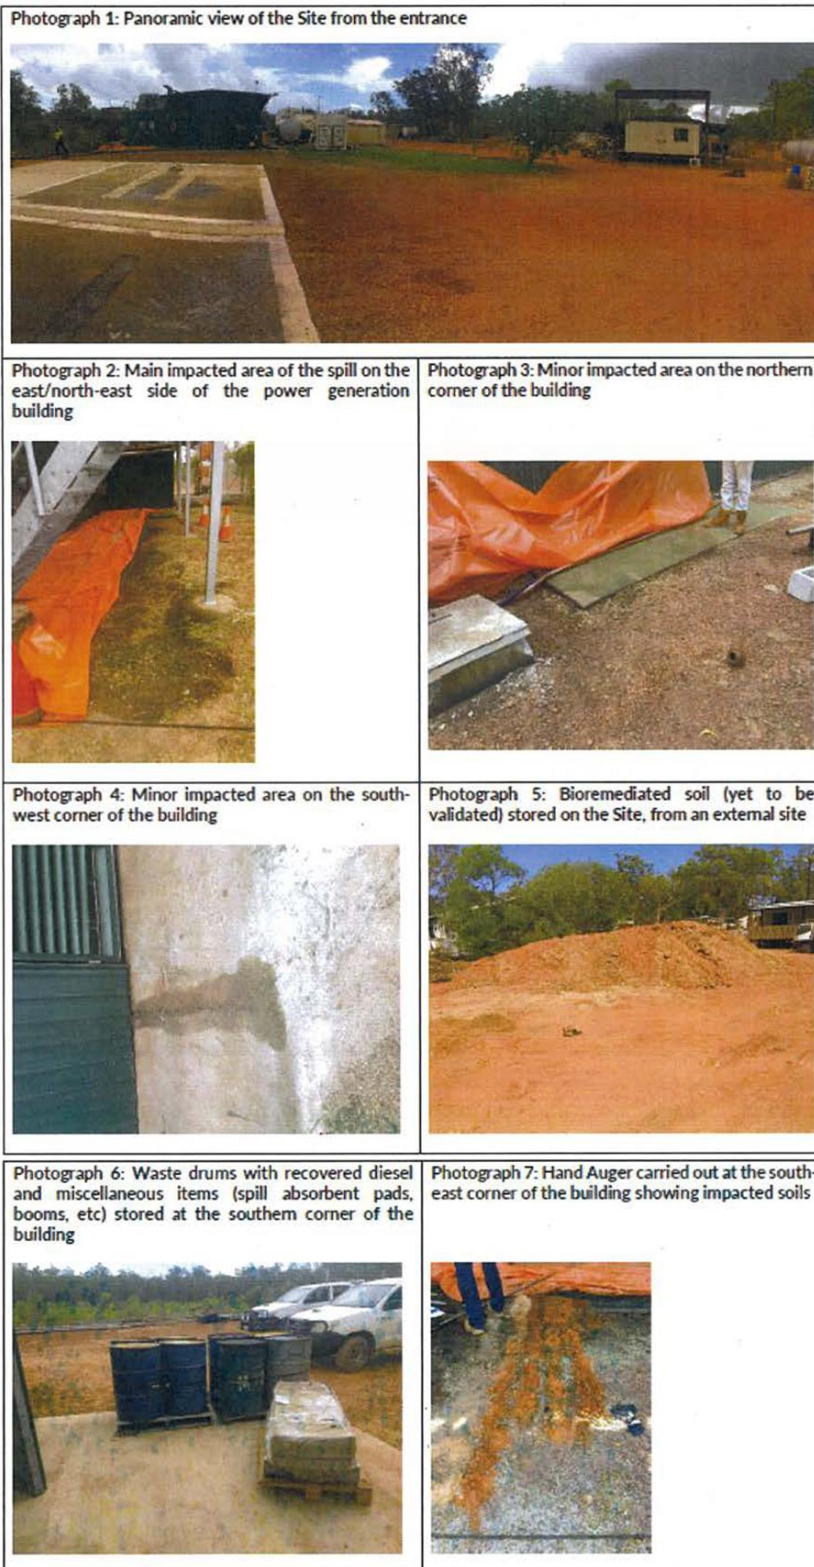 Photograph 1: Panoramic view of the Site from the entrance
Photograph 2: Main impacted area of the spill on the
east/north-east side of the power generation
building
Photograph 3: Minor impacted area on the northern
corner of the building
Photograph 4: Minor impacted area on the south-
west corner of the building
Photograph 5: Bioremediated soil (yet to be
validated) stored on the Site, from an external site
Photograph 6: Waste drums with recovered diesel
and miscellaneous items (spill absorbent pads,
booms, etc) stored at the southern corner of the
building
Photograph 7: Hand Auger carried out at the south-
east corner of the building showing impacted soils